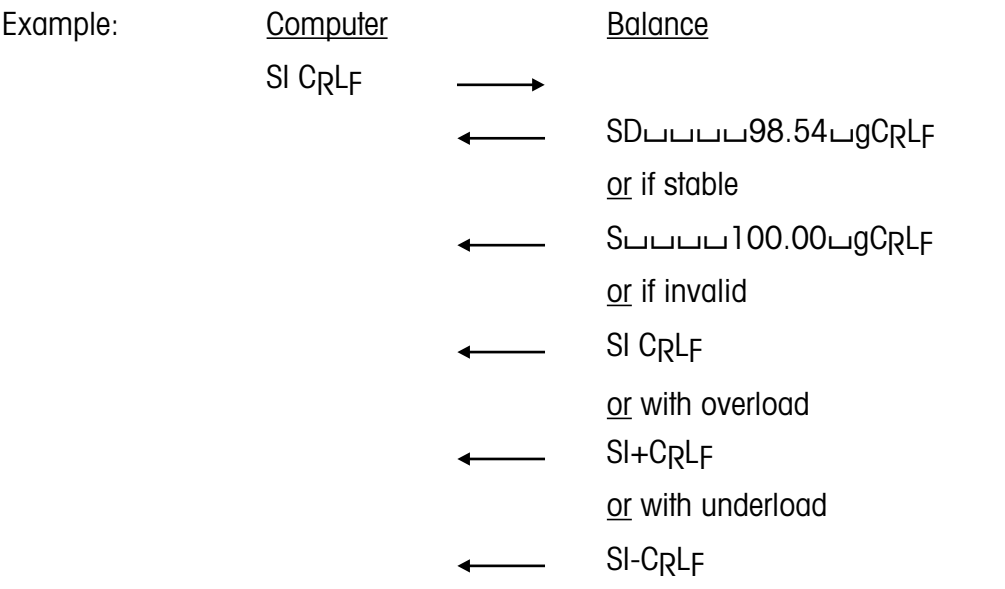 Example: Computer Balance
SI CRLF
SD␣␣␣␣98.54␣gCRLF
or if stable
S␣␣␣␣100.00␣gCRLF
or if invalid
SI CRLF
or with overload
SI+CRLF
or with underload
SI-CRLF